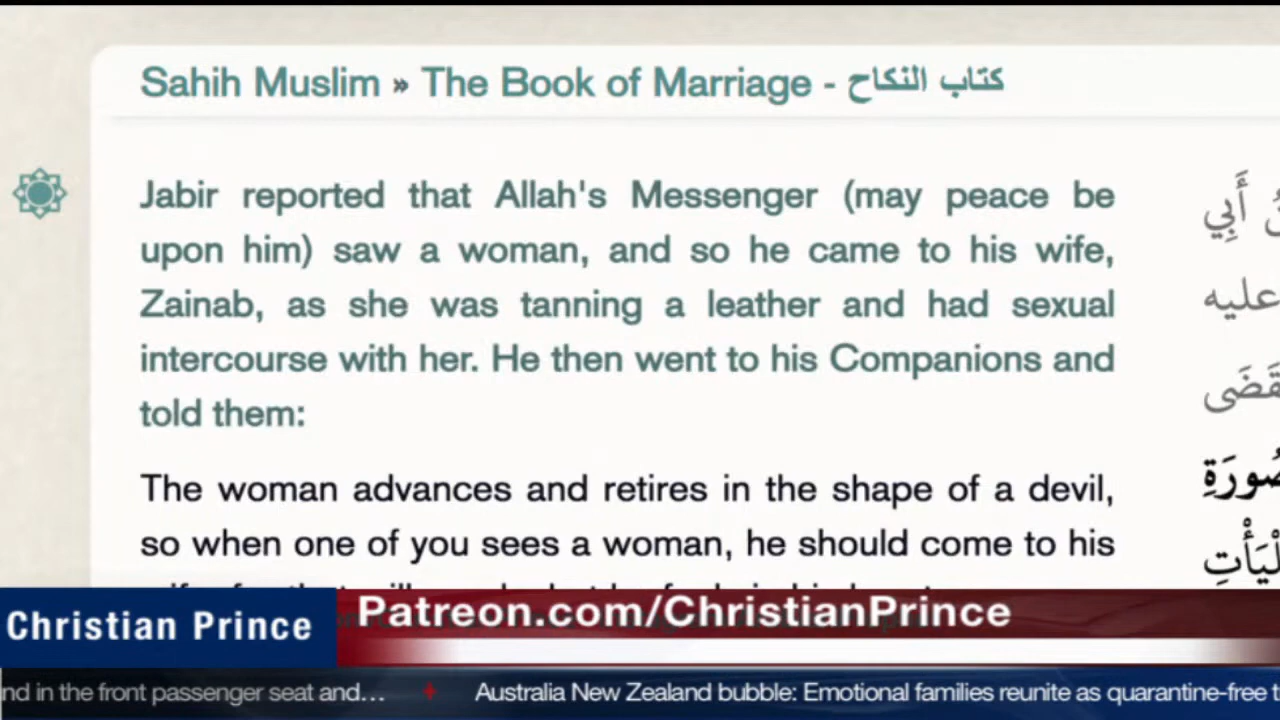 Sahih Muslim » The Book of Marriage - كتاب النكاح
Jabir reported that Allah's Messenger (may peace be
upon him) saw a woman, and so he came to his wife,
Zainab, as she was tanning a leather and had sexual
intercourse with her. He then went to his Companions and
told them:
The woman advances and retires in the shape of a devil,
so when one of you sees a woman, he should come to his
أَبِي
عليه
Christian Prince
Patreon.com/ChristianPrince
nd in the front passenger seat and...
Australia New Zealand bubble: Emotional families reunite as quarantine-free t